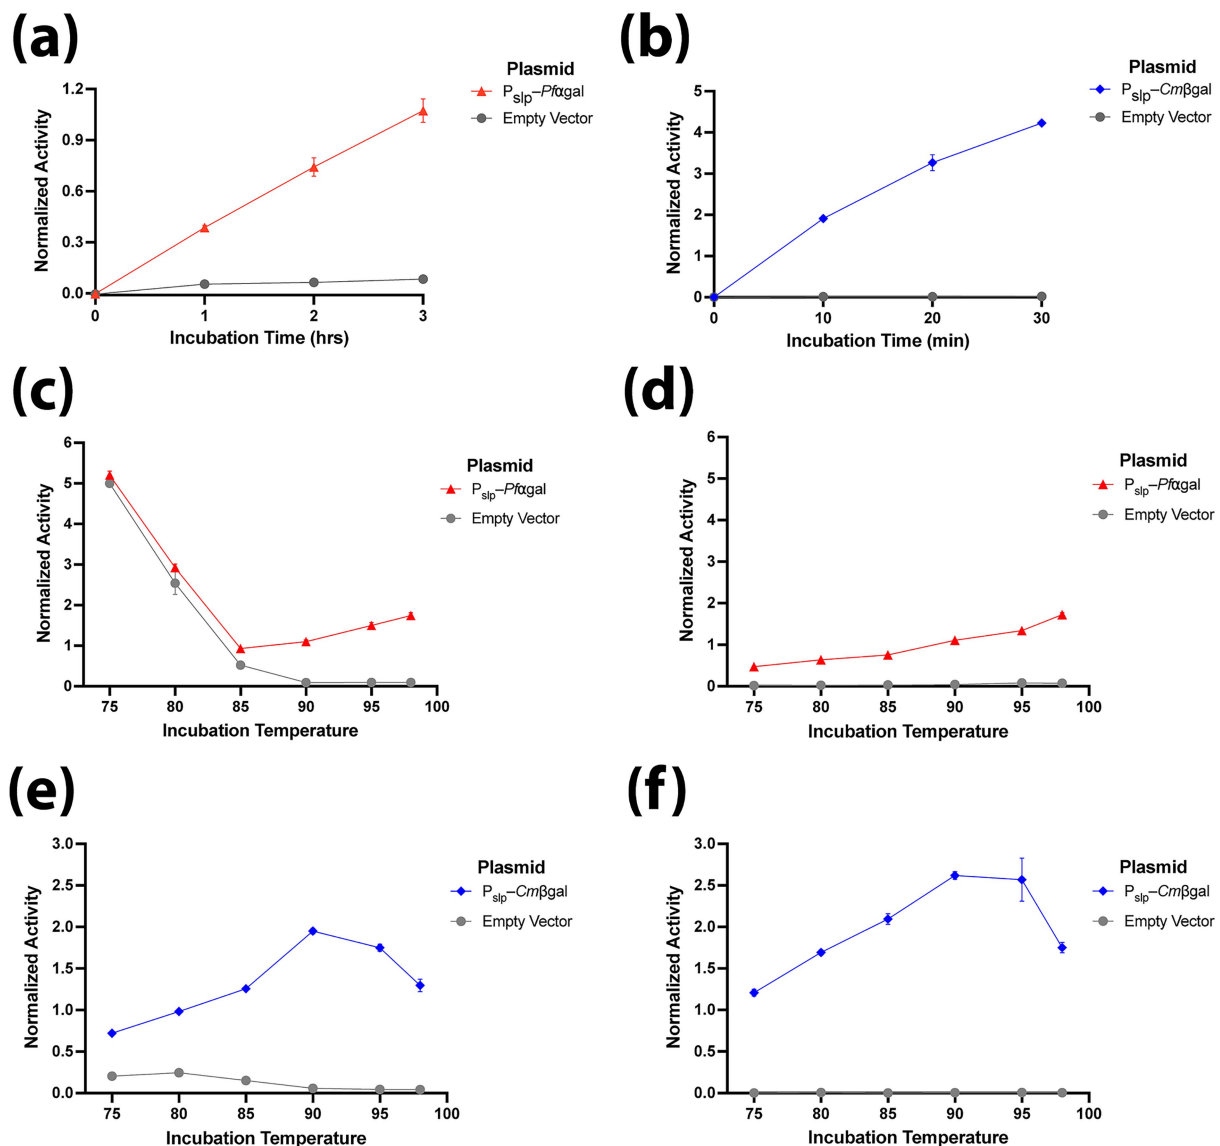 (a)
Plasmid
Pslp–Pfαgal
Empty Vector
1.2
0.9
0.6
0.3
0.0
Normalized Activity
0 1 2 3
Incubation Time (hrs)
(b)
Plasmid
Pslp–Cmβgal
Empty Vector
5
4
3
2
1
0
Normalized Activity
0 10 20 30
Incubation Time (min)
(c)
Plasmid
Pslp–Pfαgal
Empty Vector
6
5
4
3
2
1
0
Normalized Activity
75 80 85 90 95 100
Incubation Temperature
(d)
Plasmid
Pslp–Pfαgal
Empty Vector
6
5
4
3
2
1
0
Normalized Activity
75 80 85 90 95 100
Incubation Temperature
(e)
Plasmid
Pslp–Cmβgal
Empty Vector
3.0
2.5
2.0
1.5
1.0
0.5
0.0
Normalized Activity
75 80 85 90 95 100
Incubation Temperature
(f)
Plasmid
Pslp–Cmβgal
Empty Vector
3.0
2.5
2.0
1.5
1.0
0.5
0.0
Normalized Activity
75 80 85 90 95 100
Incubation Temperature